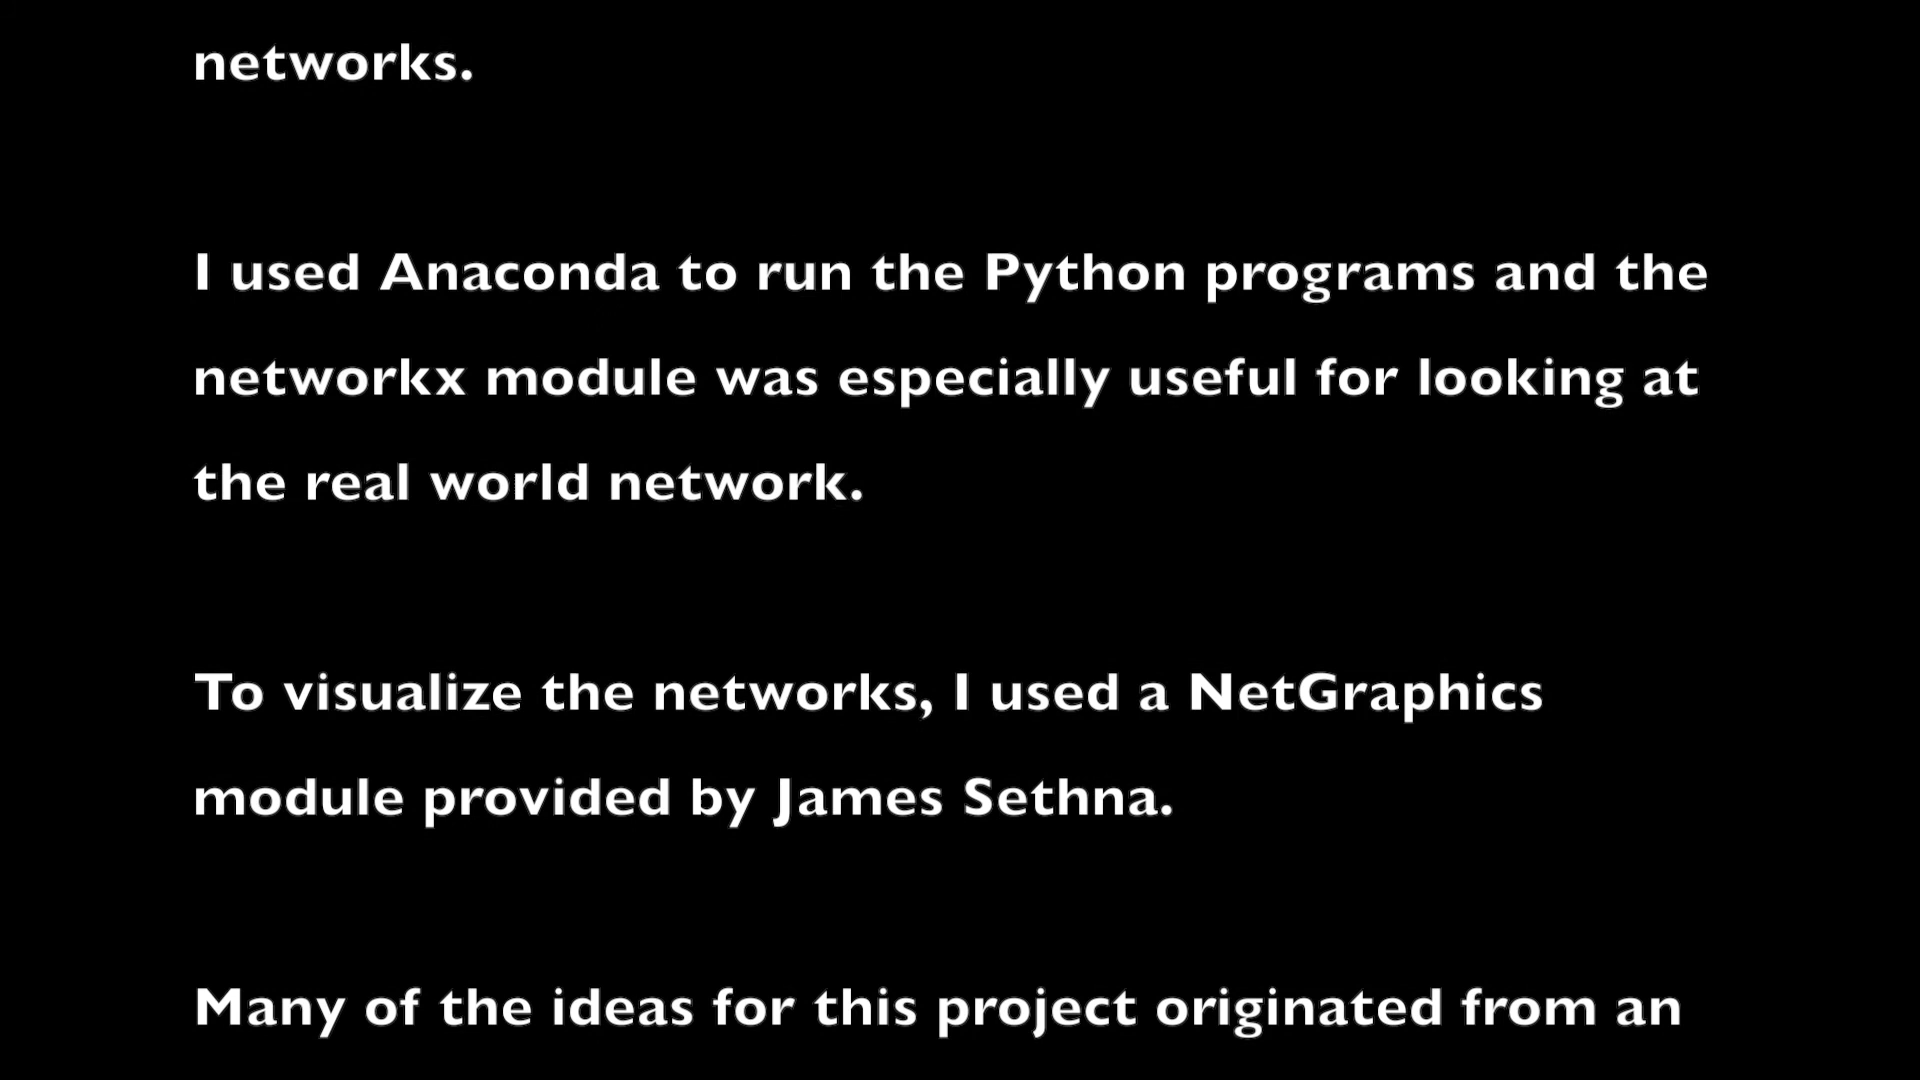 networks.
I used Anaconda to run the Python programs and the
networkx module was especially useful for looking at
the real world network.
To visualize the networks, I used a NetGraphics
module provided by James Sethna.
Many of the ideas for this project originated from an